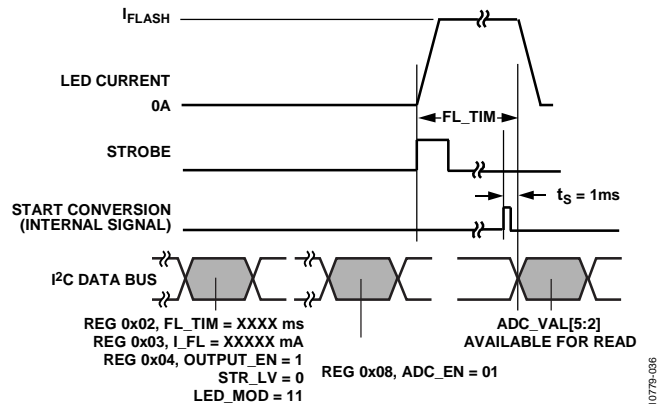 IFLASH
LED CURRENT
0A
FL_TIM
STROBE
tS = 1ms
START CONVERSION
(INTERNAL SIGNAL)
I2C DATA BUS
REG 0x02, FL_TIM = XXXX ms
REG 0x03, I_FL = XXXXX mA
REG 0x04, OUTPUT_EN = 1
STR_LV = 0
LED_MOD = 11
REG 0x08, ADC_EN = 01
ADC_VAL[5:2]
AVAILABLE FOR READ
10779-036